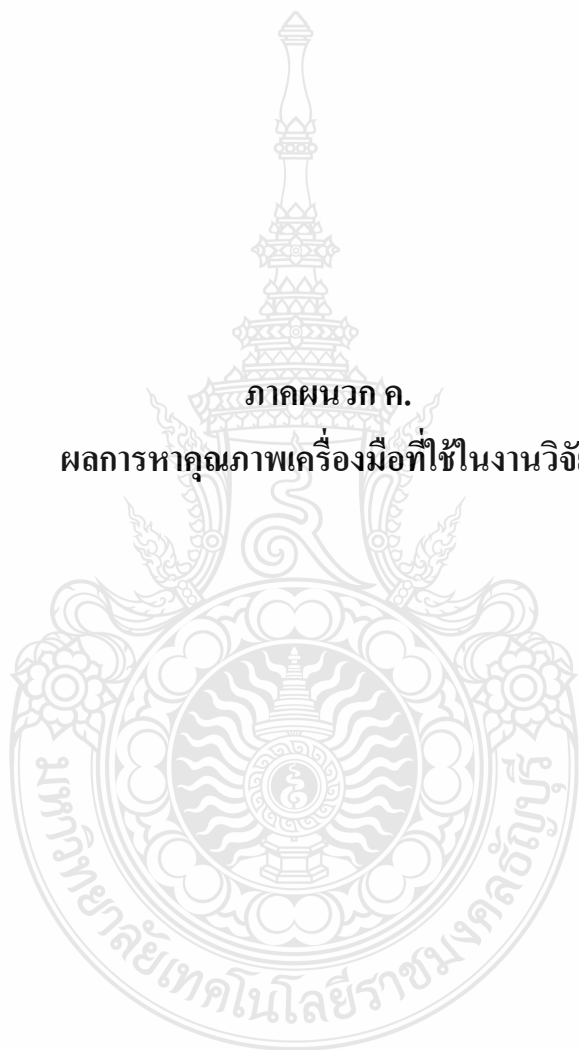 ภาคผนวก ค.
ผลการหาคุณภาพเครื่องมือที่ใช้ในงานวิจั
มหาวิทยาลัยเทคโนโลยีราชมงคลธัญบุรี